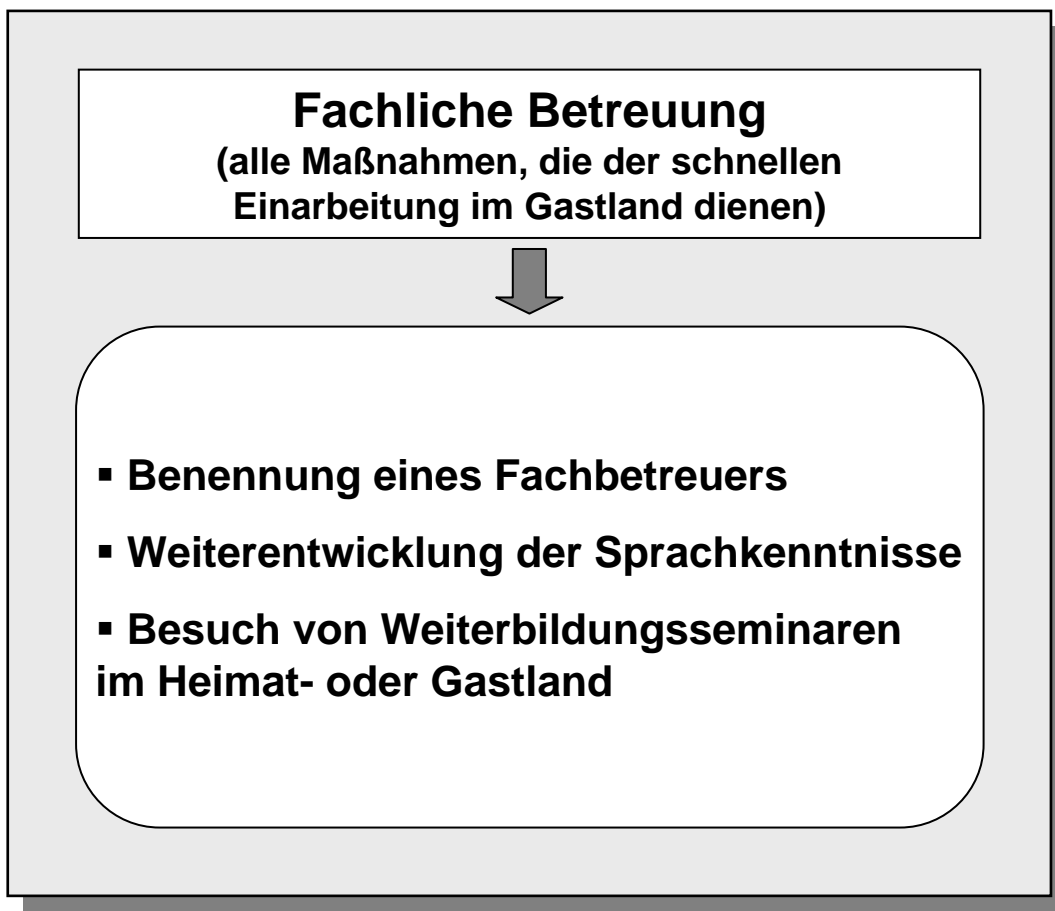 Fachliche Betreuung
(alle Maßnahmen, die der schnellen
Einarbeitung im Gastland dienen)
▪ Benennung eines Fachbetreuers
▪ Weiterentwicklung der Sprachkenntnisse
▪ Besuch von Weiterbildungsseminaren
im Heimat- oder Gastland